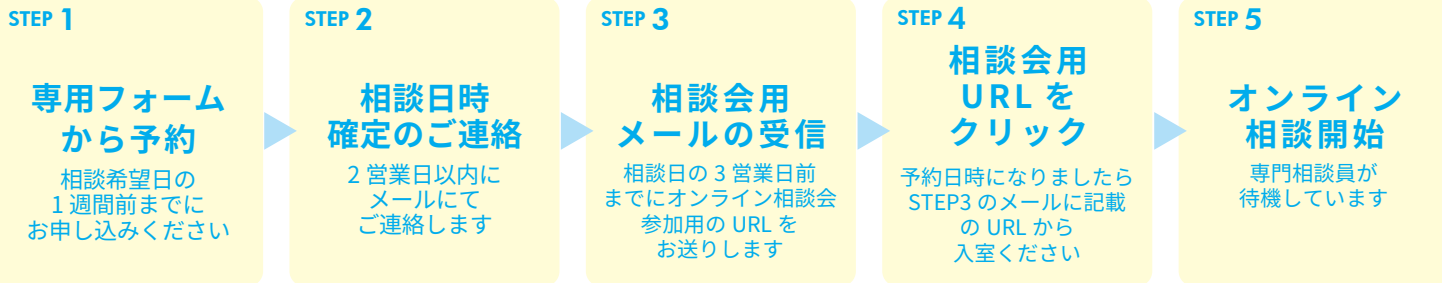 STEP 1
専用フォーム
から予約
相談希望日の
1 週間前までに
お申し込みください
STEP 2
相談日時
確定のご連絡
2 営業日以内に
メールにて
ご連絡します
STEP 3
相談会用
メールの受信
相談日の 3 営業日前
までにオンライン相談会
参加用の URL を
お送りします
STEP 4
相談会用
URL を
クリック
予約日時になりましたら
STEP3 のメールに記載
の URL から
入室ください
STEP 5
オンライン
相談開始
専門相談員が
待機しています